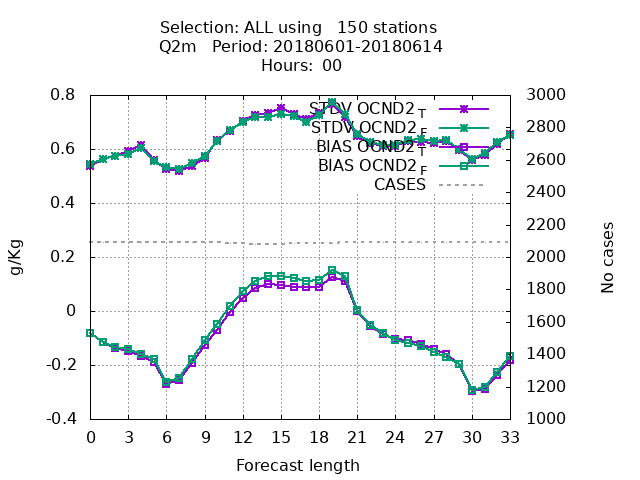 Selection: ALL using   150 stations
Q2m   Period: 20180601-20180614
Hours: 00
STDV OCND2 T
STDV OCND2 F
BIAS OCND2 T
BIAS OCND2 F
CASES
0.8
0.6
0.4
0.2
0
-0.2
-0.4
g/Kg
3000
2800
2600
2400
2200
2000
1800
1600
1400
1200
1000
No cases
0 3 6 9 12 15 18 21 24 27 30 33
Forecast length